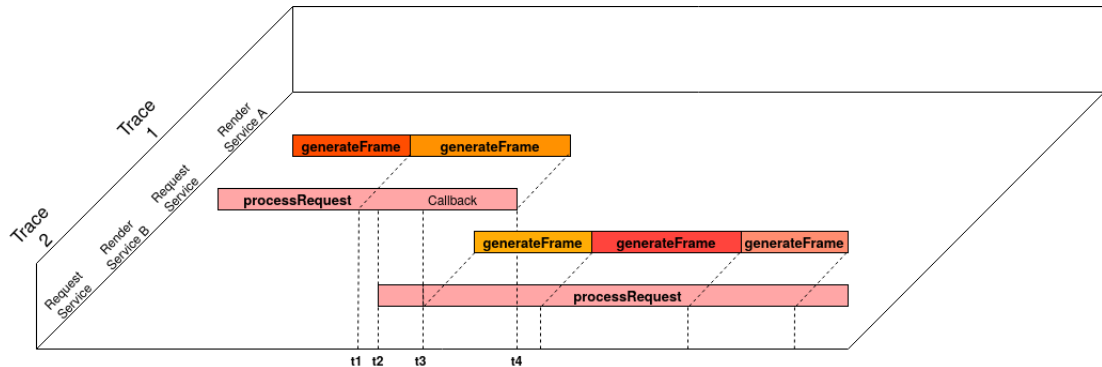 Trace
1
Render
Service A
generateFrame
generateFrame
Request
Service
processRequest
Callback
Trace
2
Render
Service B
generateFrame
generateFrame
generateFrame
Request
Service
processRequest
t1
t2
t3
t4